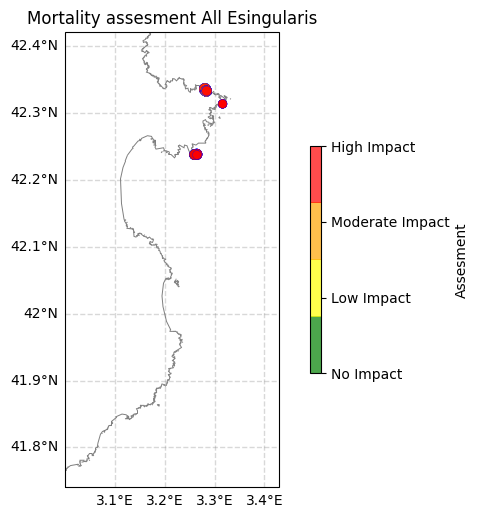 Mortality assesment All Esingularis
42.4°N
42.3°N
42.2°N
42.1°N
42°N
41.9°N
41.8°N
3.1°E 3.2°E 3.3°E 3.4°E
High Impact
Moderate Impact
Low Impact
No Impact
Assesment